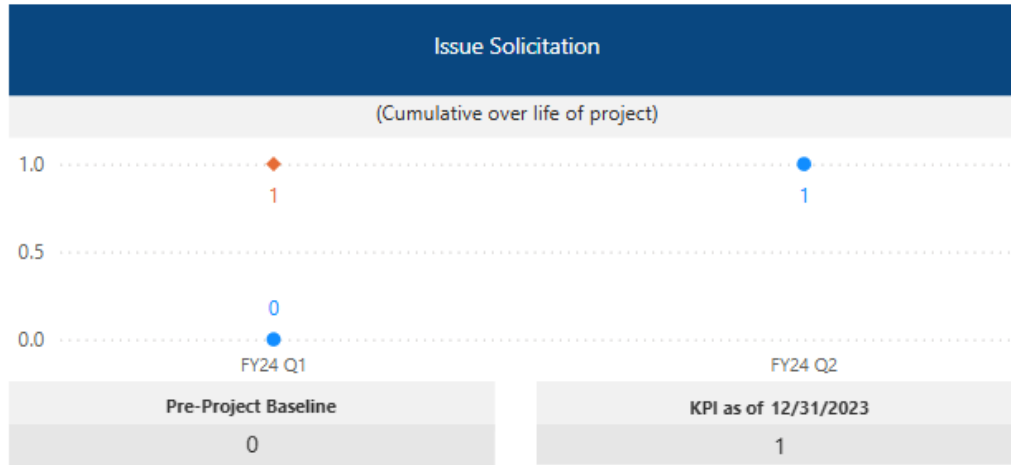 Issue Solicitation
(Cumulative over life of project)
1.0
1
1
0.5
0
0.0
FY24 Q1 FY24 Q2
Pre-Project Baseline KPI as of 12/31/2023
0 1